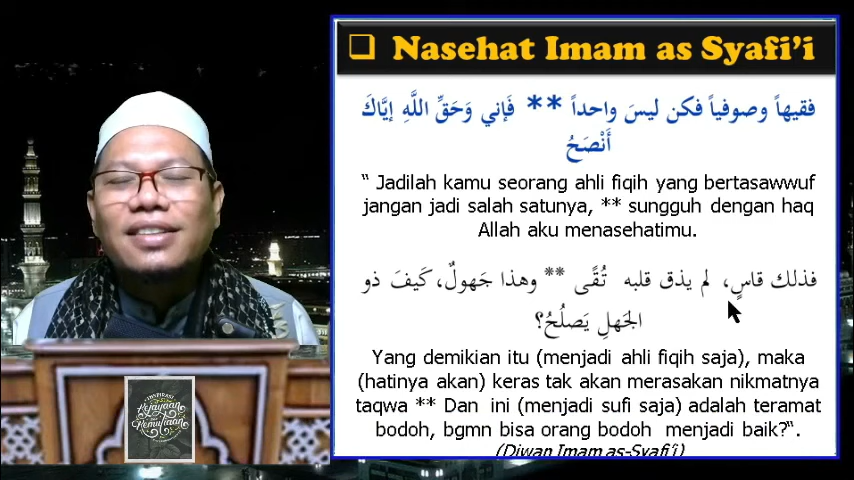 ❑ Nasehat Imam as Syafi'i
فقيهاً وصوفياً فكن ليسَ واحداً ** فَإني وَحَقِّ اللَّهِ إيَّاكَ
أَنْصَحُ
“ Jadilah kamu seorang ahli fiqih yang bertasawwuf
jangan jadi salah satunya, ** sungguh dengan haq
Allah aku menasehatimu.
فذلك قاسٍ، لم يذق قلبه تُقًى ** وهذا جَهولٌ، كَيفَ ذو
الجَهلِ يَصلُحُ؟
Yang demikian itu (menjadi ahli fiqih saja), maka
(hatinya akan) keras tak akan merasakan nikmatnya
taqwa ** Dan ini (menjadi sufi saja) adalah teramat
bodoh, bgmn bisa orang bodoh menjadi baik?“.
(Diwan Imam as-Syafi'î)
INSPIRASI
Kejayaan
dan
Kemuliaan